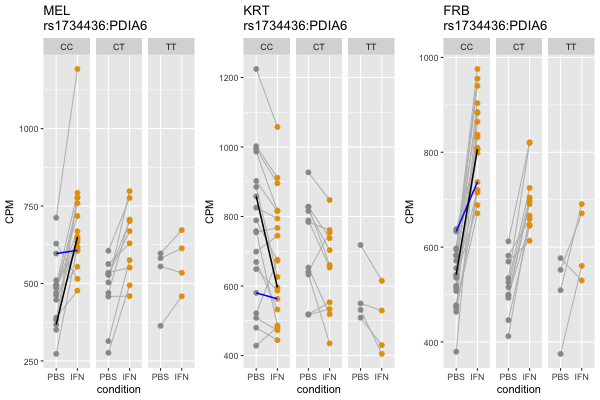 MEL
rs1734436:PDIA6
CC CT TT
CPM
1000
750
500
250
PBS IFN PBS IFN PBS IFN
condition
KRT
rs1734436:PDIA6
CC CT TT
CPM
1200
1000
800
600
400
PBS IFN PBS IFN PBS IFN
condition
FRB
rs1734436:PDIA6
CC CT TT
CPM
1000
800
600
400
PBS IFN PBS IFN PBS IFN
condition